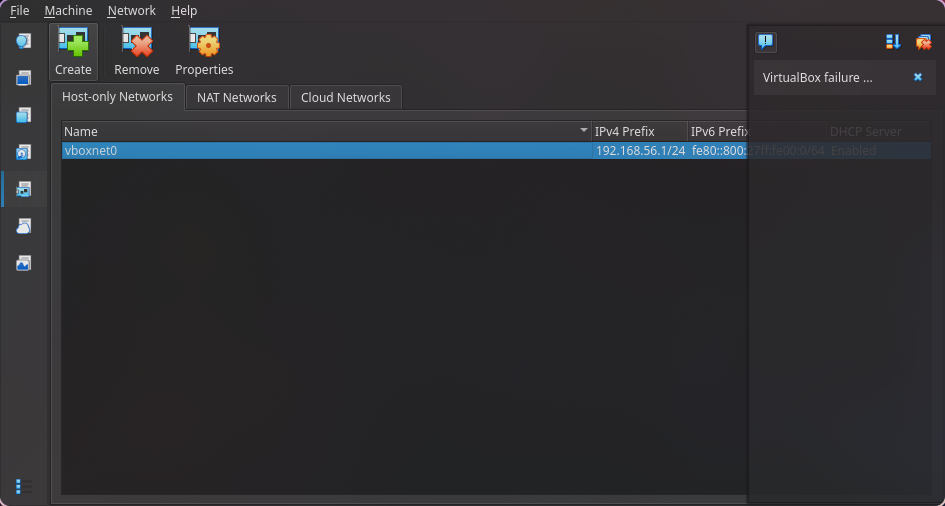 File Machine Network Help
Create Remove Properties
VirtualBox failure ...
Host-only Networks NAT Networks Cloud Networks
Name IPv4 Prefix IPv6 Prefix DHCP Server
vboxnet0 192.168.56.1/24 fe80::800:27ff:fe00:0/64 Enabled